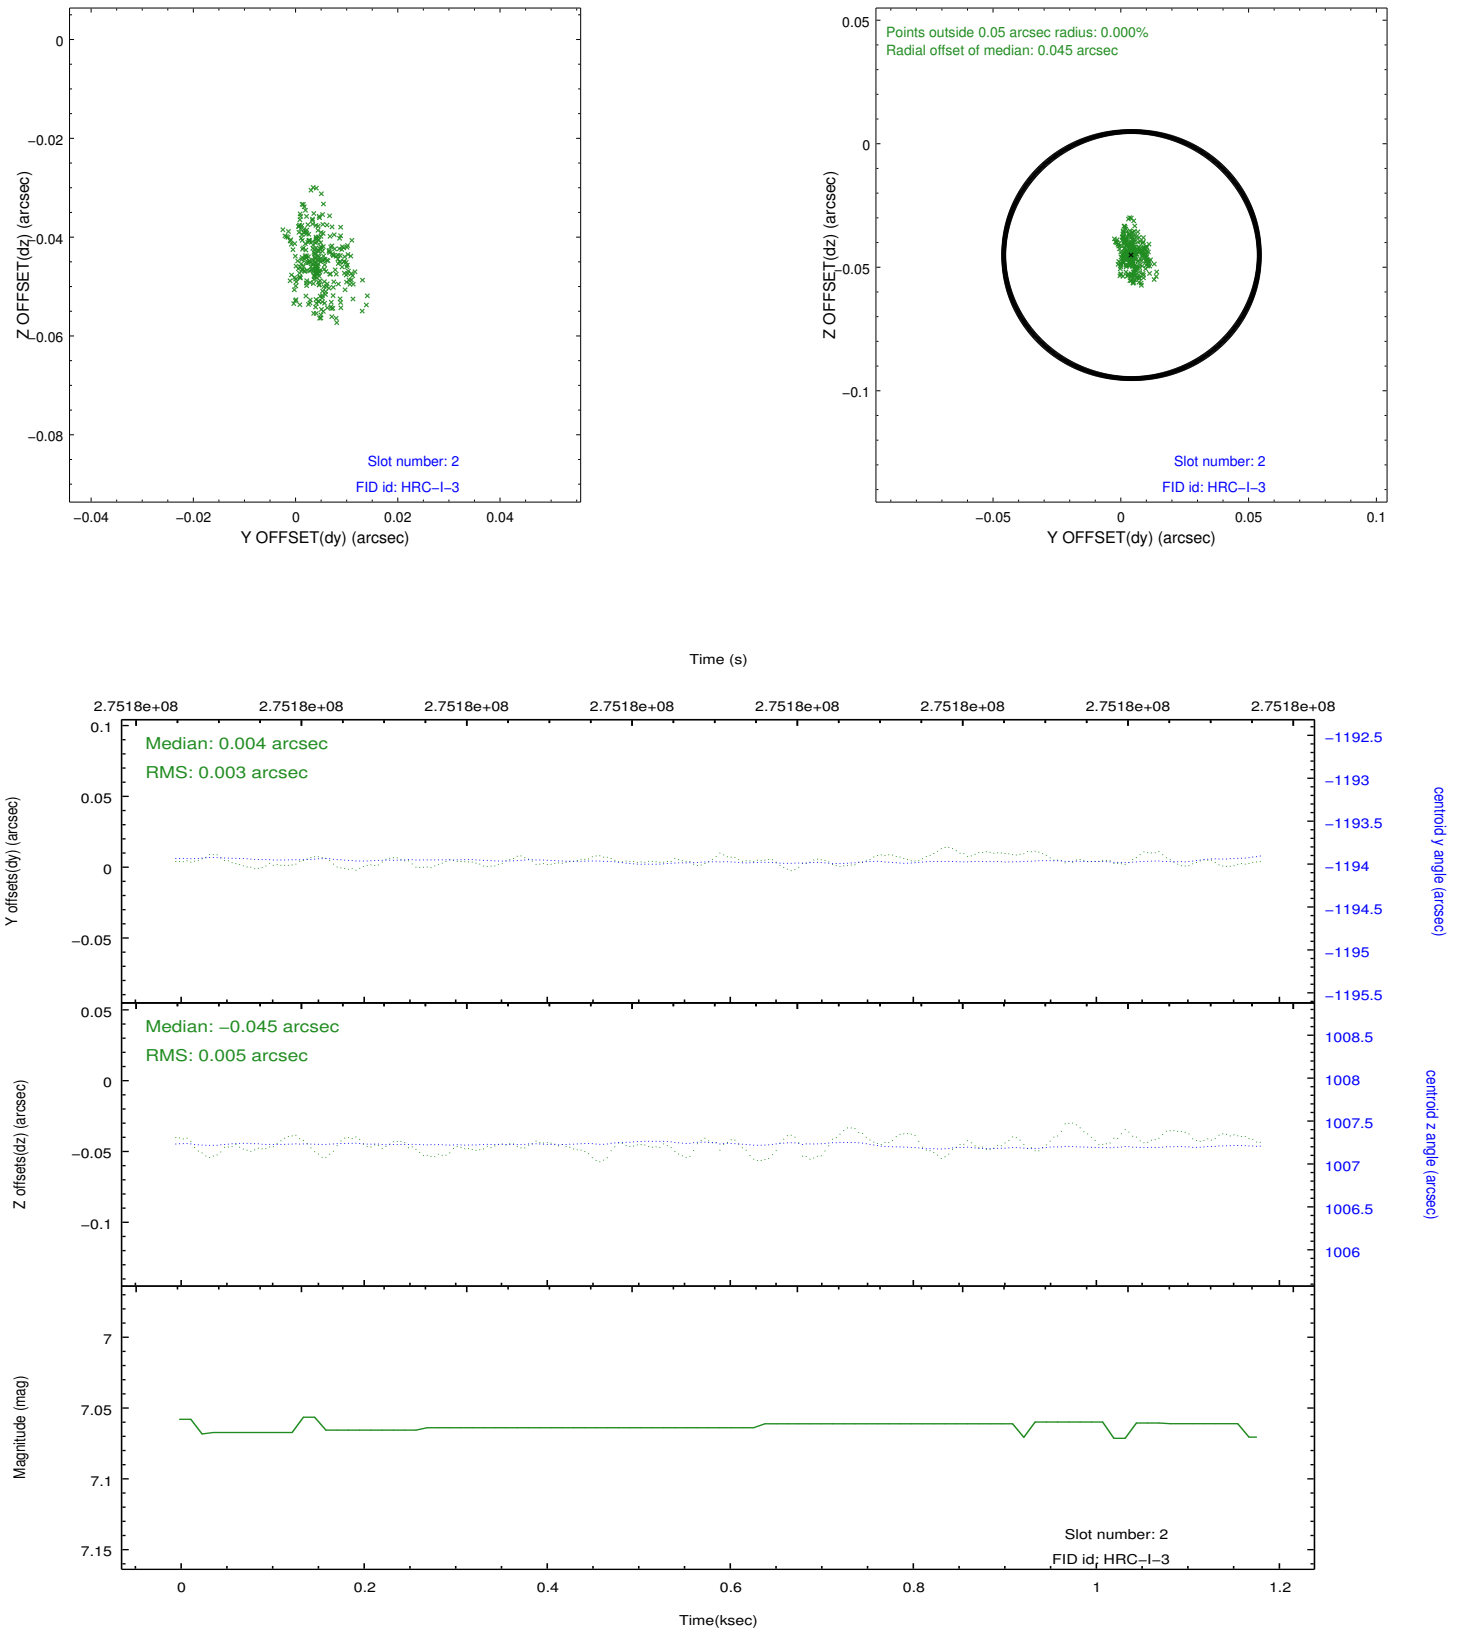 0
−0.02
−0.04
−0.06
−0.08
Z OFFSET(dz) (arcsec)
Slot number: 2
FID id: HRC−I−3
−0.04 −0.02 0 0.02 0.04
Y OFFSET(dy) (arcsec)
Points outside 0.05 arcsec radius: 0.000%
Radial offset of median: 0.045 arcsec
0.05
0
−0.05
−0.1
Z OFFSET(dz) (arcsec)
Slot number: 2
FID id: HRC−I−3
−0.05 0 0.05 0.1
Y OFFSET(dy) (arcsec)
Time (s)
2.7518e+08 2.7518e+08 2.7518e+08 2.7518e+08 2.7518e+08 2.7518e+08 2.7518e+08 2.7518e+08
Median: 0.004 arcsec
RMS: 0.003 arcsec
0.1
0.05
0
−0.05
Y offsets(dy) (arcsec)
−1192.5
−1193
−1193.5
−1194
−1194.5
−1195
−1195.5
centroid y angle (arcsec)
Median: −0.045 arcsec
RMS: 0.005 arcsec
0.05
0
−0.05
−0.1
Z offsets(dz) (arcsec)
1008.5
1008
1007.5
1007
1006.5
1006
centroid z angle (arcsec)
7
7.05
7.1
7.15
Magnitude (mag)
Slot number: 2
FID id: HRC−I−3
0 0.2 0.4 0.6 0.8 1 1.2
Time(ksec)